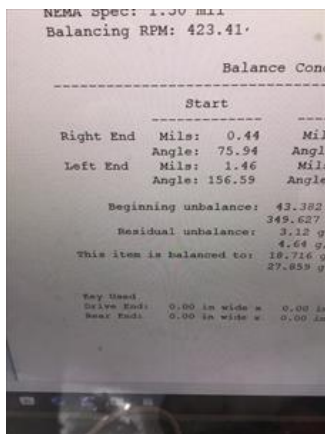 NEMA Spec: 1.50 mil
Balancing RPM: 423.41
Balance Con
Start
Right End Mils: 0.44 Mil
Angle: 75.94 Angl
Left End Mils: 1.46 Mils
Angle: 156.59 Angle
Beginning unbalance: 43.382
349.627
Residual unbalance: 3.12 g
4.64 g
This item is balanced to: 18.716 g
27.859 g
Key Used
Drive End: 0.00 in wide x 0.00 in
Rear End: 0.00 in wide x 0.00 in